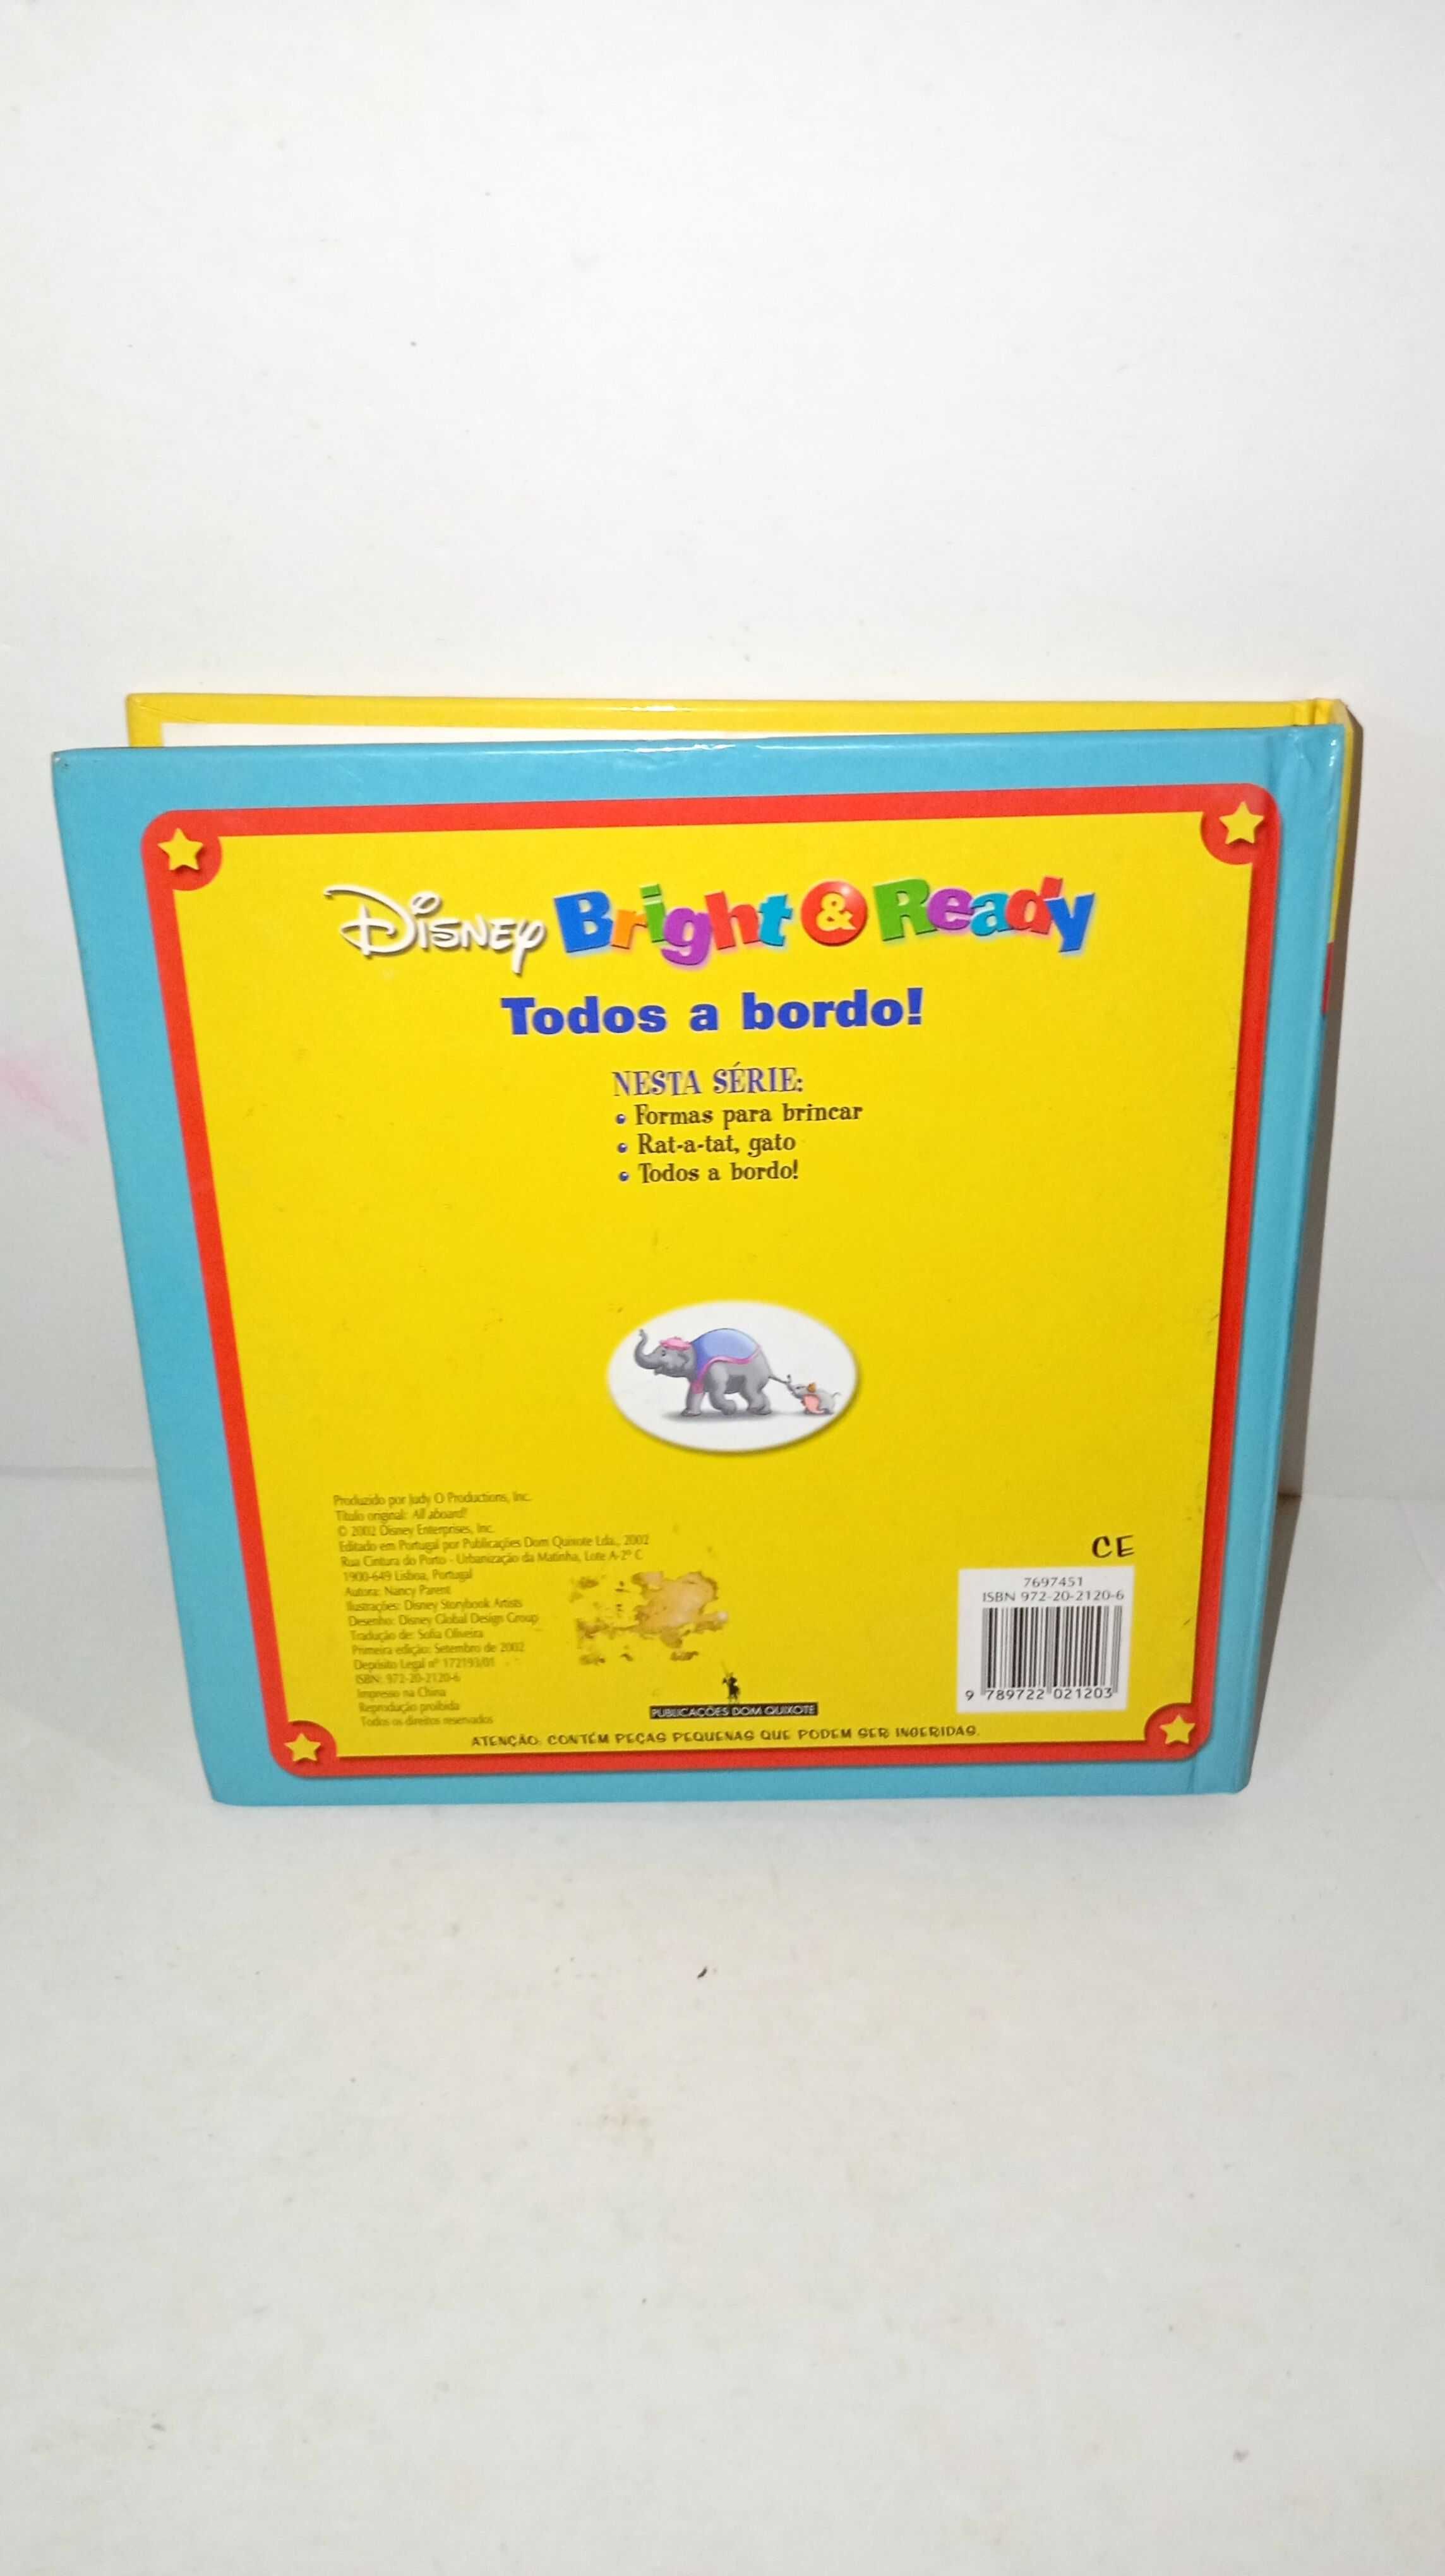 Disney Bright & Ready
Todos a bordo!
NESTA SÉRIE:
• Formas para brincar
• Rat-a-tat, gato
• Todos a bordo!
Produzido por Judy O Productions, Inc.
Título original: All aboard!
© 2002 Disney Enterprises, Inc.
Editado em Portugal por Publicações Dom Quixote Lda., 2002
Rua Cintura do Porto - Urbanização da Matinha, Lote A-2º C
1900-649 Lisboa, Portugal
Autora: Nancy Parent
Ilustrações: Disney Storybook Artists
Desenho: Disney Global Design Group
Tradução de: Sofia Oliveira
Primeira edição: Setembro de 2002
Depósito Legal nº 172193/01
ISBN: 972-20-2120-6
Impresso na China
Reprodução proibida
Todos os direitos reservados
CE
7697451
ISBN 972-20-2120-6
9 789722 021203
PUBLICAÇÕES DOM QUIXOTE
ATENÇÃO: CONTÉM PEÇAS PEQUENAS QUE PODEM SER INGERIDAS.